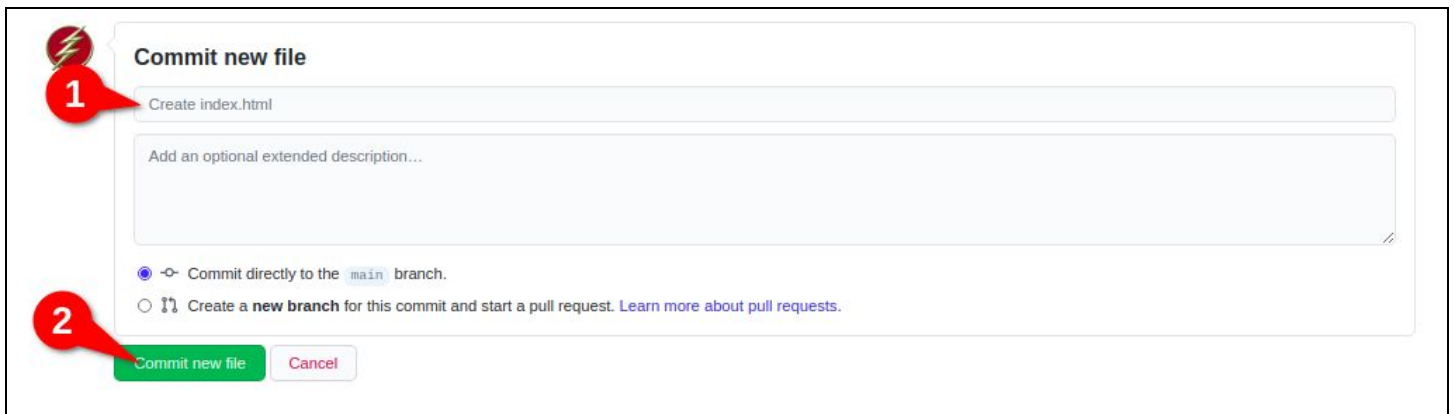 Commit new file
1
Create index.html
Add an optional extended description…
Commit directly to the main branch.
Create a new branch for this commit and start a pull request. Learn more about pull requests.
2
Commit new file Cancel